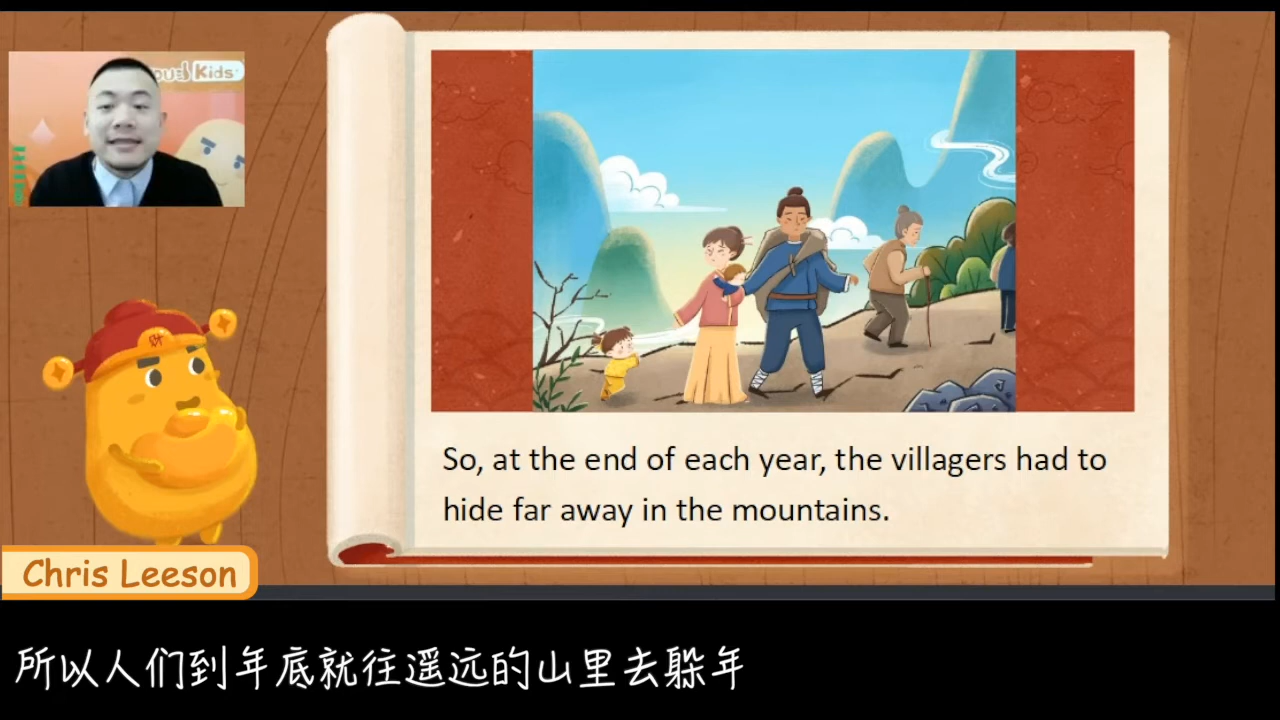 Kids
So, at the end of each year, the villagers had to
hide far away in the mountains.
Chris Leeson
所以人们到年底就往遥远的山里去躲年